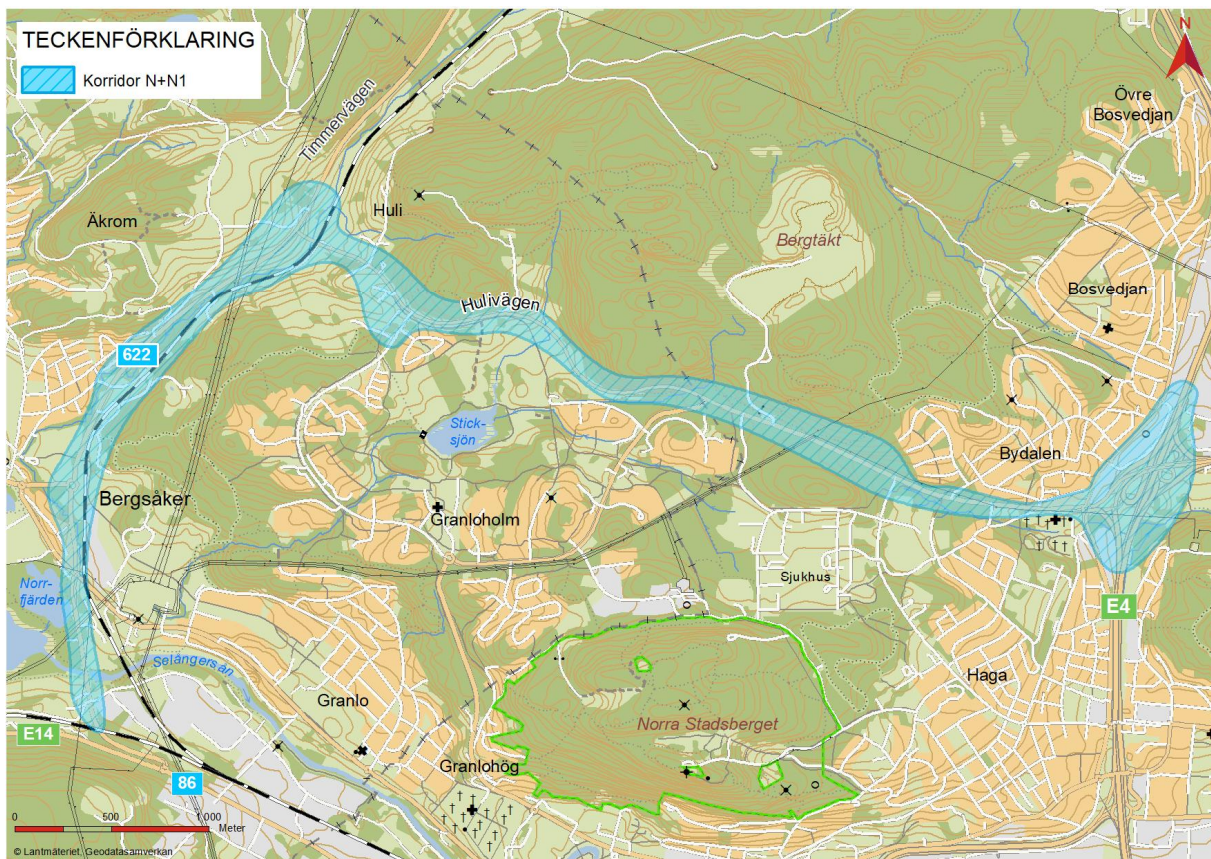 TECKENFÖRKLARING
Korridor N+N1
N
Timmervägen
Övre
Bosvedjan
Äkrom
Huli
Bergtäkt
Hulivägen
Bosvedjan
622
Stick-
sjön
Bydalen
Bergsåker
Granloholm
Norr-
fjärden
Sjukhus
E4
Selångersån
Granlo
Haga
Norra Stadsberget
E14
Granlohög
86
0 500 1 000
Meter
© Lantmäteriet, Geodatasamverkan